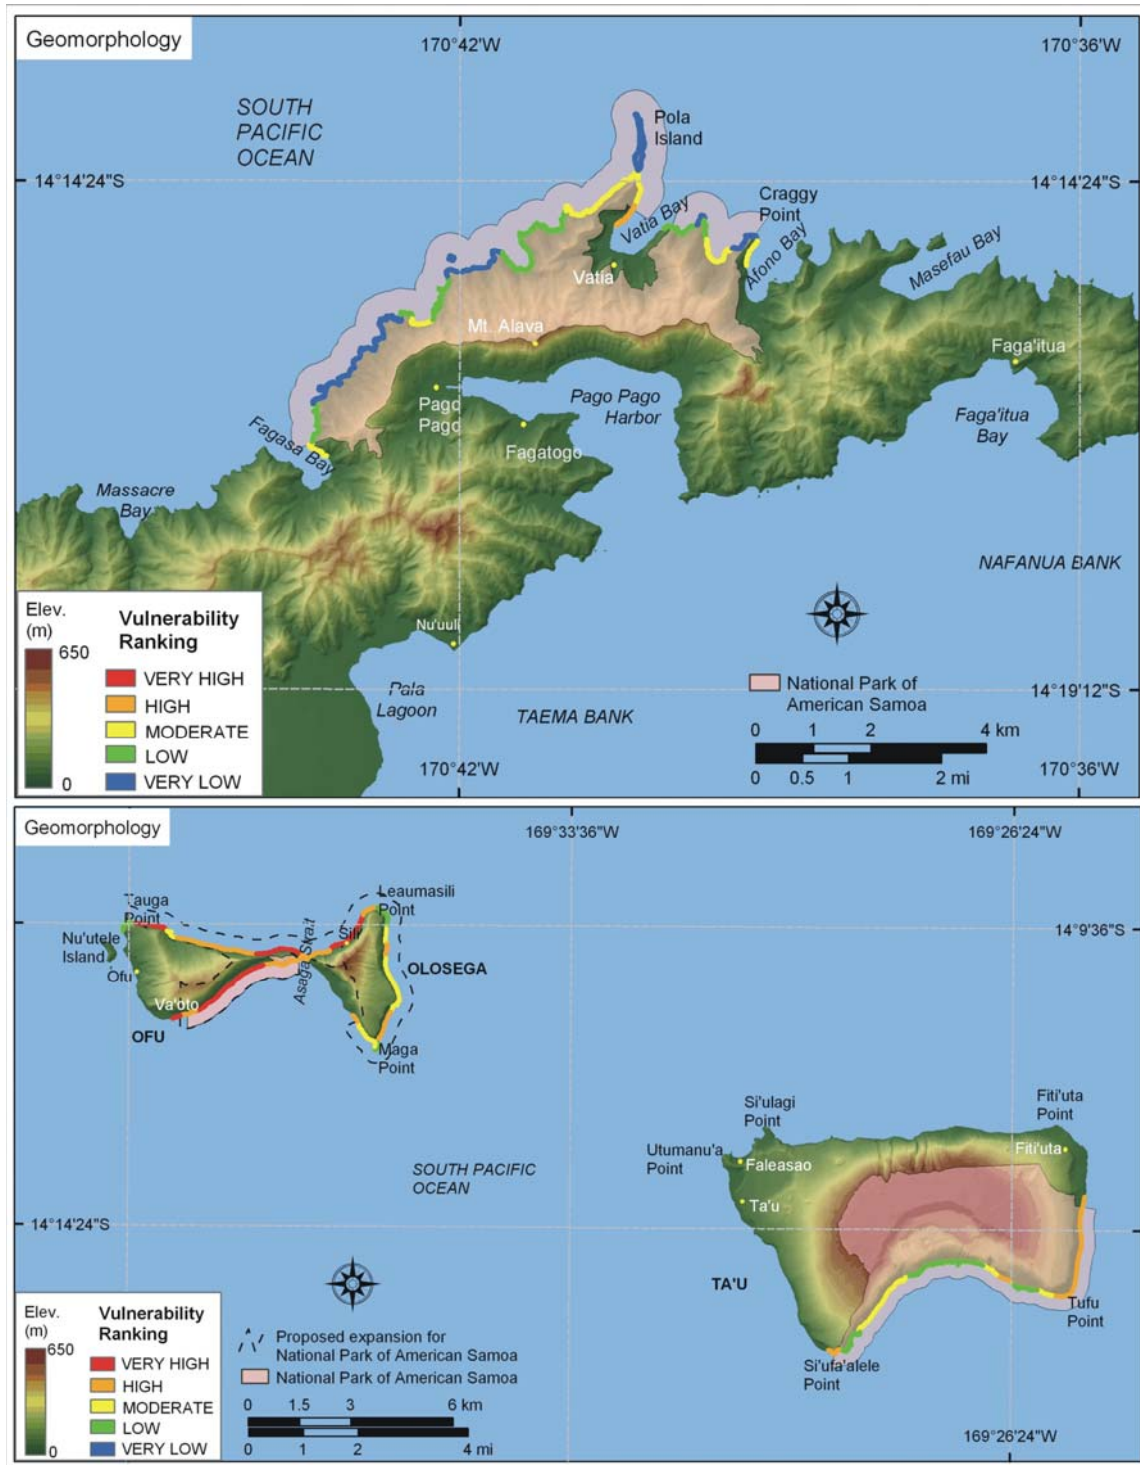 Geomorphology
170°42'W
170°36'W
SOUTH
PACIFIC
OCEAN
Pola
Island
14°14'24"S
14°14'24"S
Craggy
Point
Vatia Bay
Afono Bay
Masefau Bay
Vatia
Mt. Alava
Faga'itua
Pago
Pago
Pago Pago
Harbor
Faga'itua
Bay
Fagasa Bay
Fagatogo
Massacre
Bay
NAFANUA BANK
Elev.
(m)
650
0
Vulnerability
Ranking
VERY HIGH
HIGH
MODERATE
LOW
VERY LOW
Nu'uuli
Pala
Lagoon
TAEMA BANK
National Park of
American Samoa
14°19'12"S
0 1 2 4 km
0 0.5 1 2 mi
170°42'W
170°36'W
Geomorphology
169°33'36"W
169°26'24"W
Tauga
Point
Leaumasili
Point
Nu'utele
Island
Sili
Asaga Strait
14°9'36"S
Ofu
OLOSEGA
Va'oto
OFU
Maga
Point
Si'ulagi
Point
Fiti'uta
Point
Utumanu'a
Point
Faleasao
Fiti'uta
SOUTH PACIFIC
OCEAN
Ta'u
14°14'24"S
TA'U
Tufu
Point
Si'ufa'alele
Point
Elev.
(m)
650
0
Vulnerability
Ranking
VERY HIGH
HIGH
MODERATE
LOW
VERY LOW
Proposed expansion for
National Park of American Samoa
National Park of American Samoa
0 1.5 3 6 km
0 1 2 4 mi
169°26'24"W